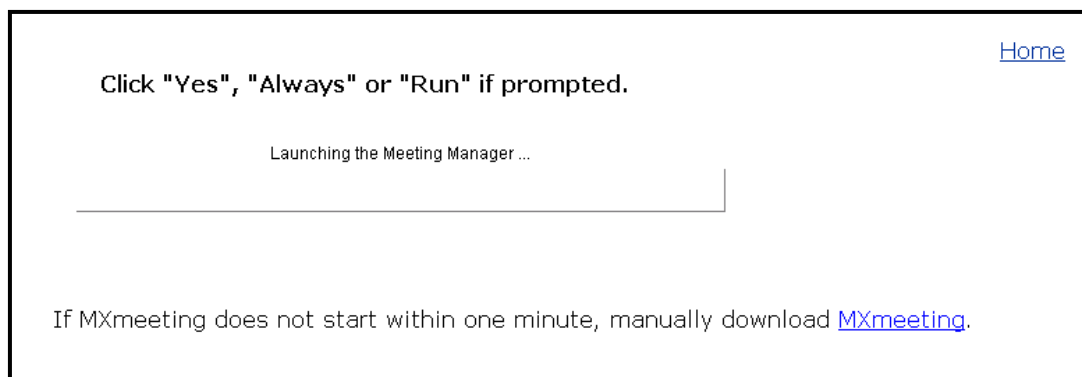 Home
Click "Yes", "Always" or "Run" if prompted.
Launching the Meeting Manager ...
If MXmeeting does not start within one minute, manually download MXmeeting.